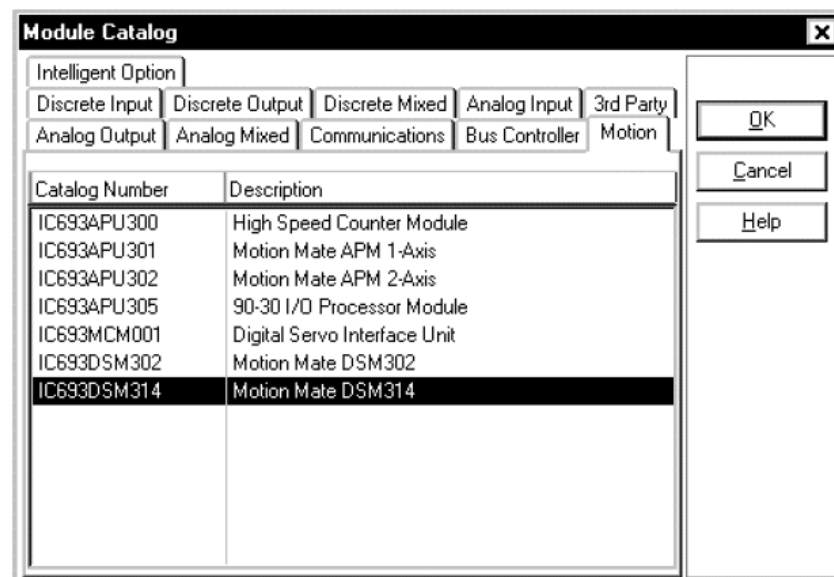 Module Catalog
Intelligent Option
Discrete Input Discrete Output Discrete Mixed Analog Input 3rd Party
Analog Output Analog Mixed Communications Bus Controller Motion
OK
Cancel
Help
Catalog Number Description
IC693APU300 High Speed Counter Module
IC693APU301 Motion Mate APM 1-Axis
IC693APU302 Motion Mate APM 2-Axis
IC693APU305 90-30 I/O Processor Module
IC693MCM001 Digital Servo Interface Unit
IC693DSM302 Motion Mate DSM302
IC693DSM314 Motion Mate DSM314